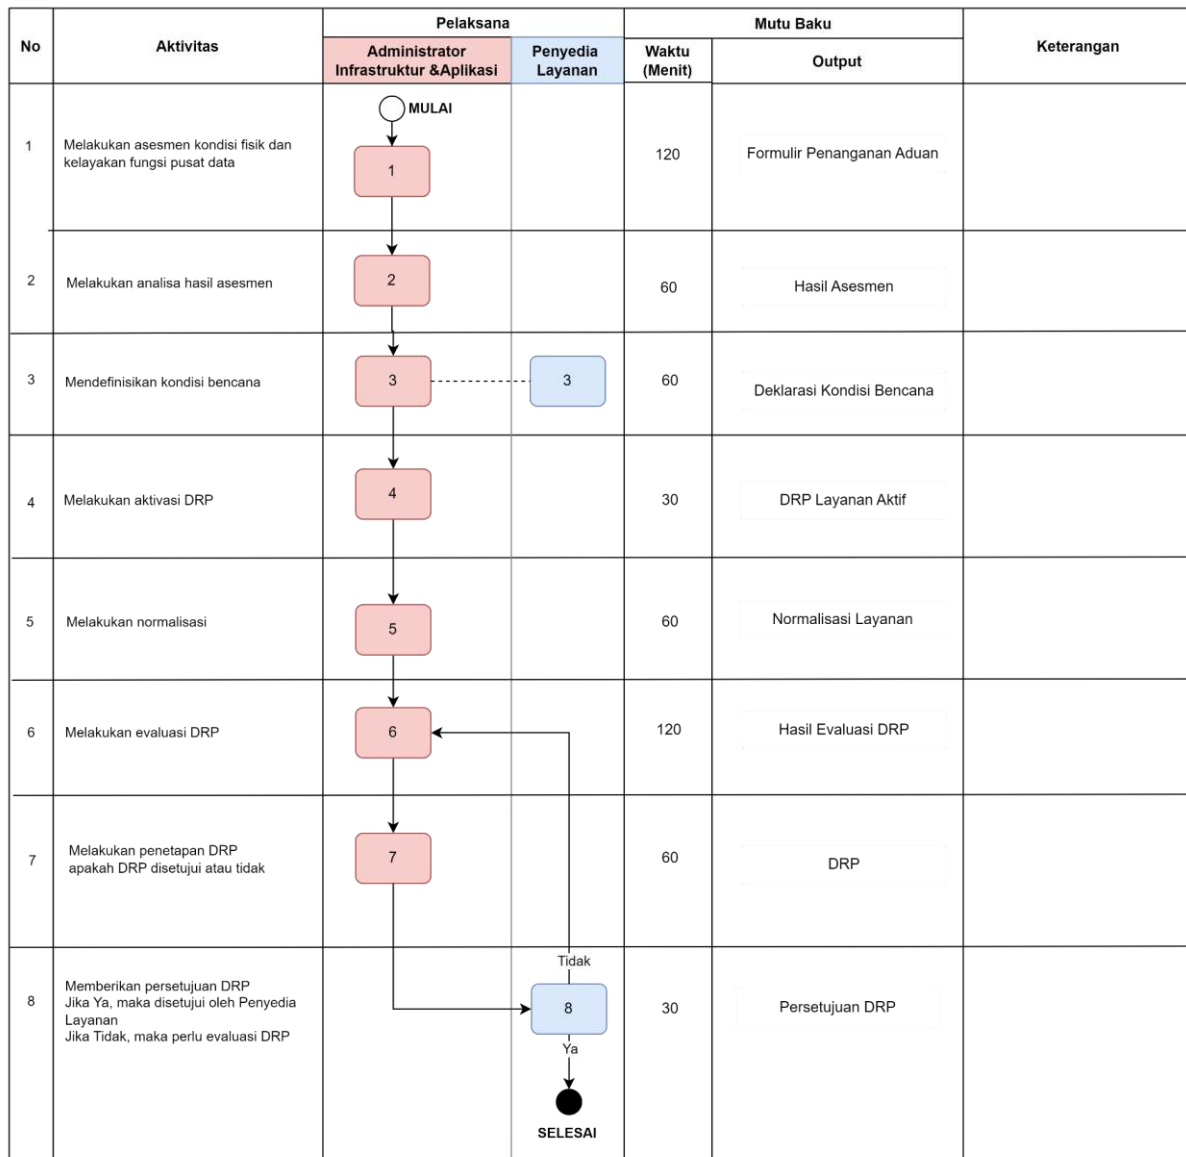 No
Aktivitas
Pelaksana
Administrator
Infrastruktur &Aplikasi
Penyedia
Layanan
Mutu Baku
Waktu
(Menit)
Output
Keterangan
MULAI
1
Melakukan asesmen kondisi fisik dan
kelayakan fungsi pusat data
1
120
Formulir Penanganan Aduan
2
Melakukan analisa hasil asesmen
2
60
Hasil Asesmen
3
Mendefinisikan kondisi bencana
3
3
60
Deklarasi Kondisi Bencana
4
Melakukan aktivasi DRP
4
30
DRP Layanan Aktif
5
Melakukan normalisasi
5
60
Normalisasi Layanan
6
Melakukan evaluasi DRP
6
120
Hasil Evaluasi DRP
7
Melakukan penetapan DRP
apakah DRP disetujui atau tidak
7
60
DRP
8
Memberikan persetujuan DRP
Jika Ya, maka disetujui oleh Penyedia
Layanan
Jika Tidak, maka perlu evaluasi DRP
Tidak
8
Ya
SELESAI
30
Persetujuan DRP